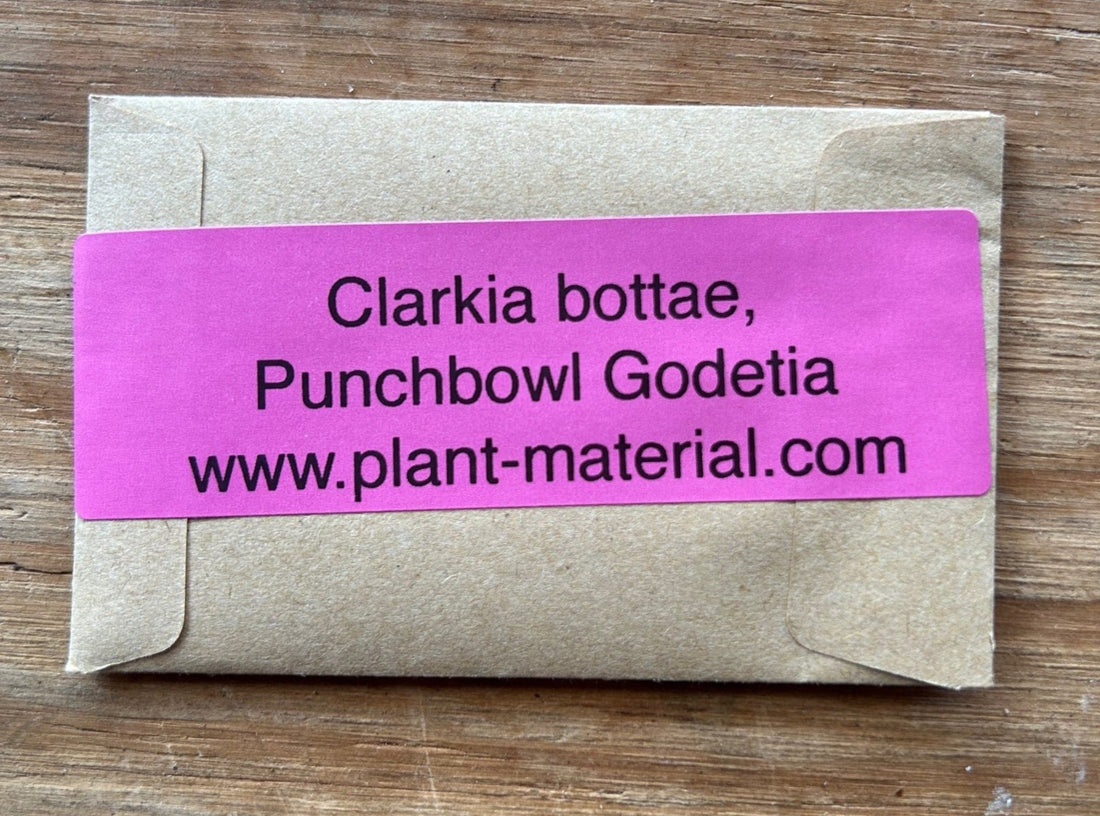 Clarkia bottae,
Punchbowl Godetia
www.plant-material.com